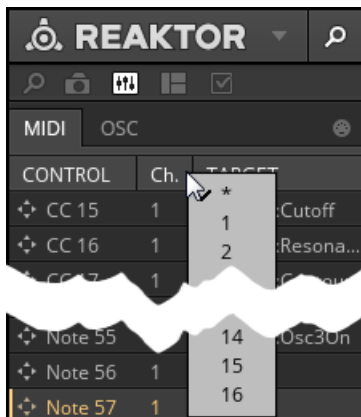 REAKTOR
MIDI OSC
CONTROL Ch.
*
CC 15 1 :Cutoff
1
CC 16 1 2 :Resona...
Note 55 14 :Osc3On
Note 56 1 15
16
Note 57 1